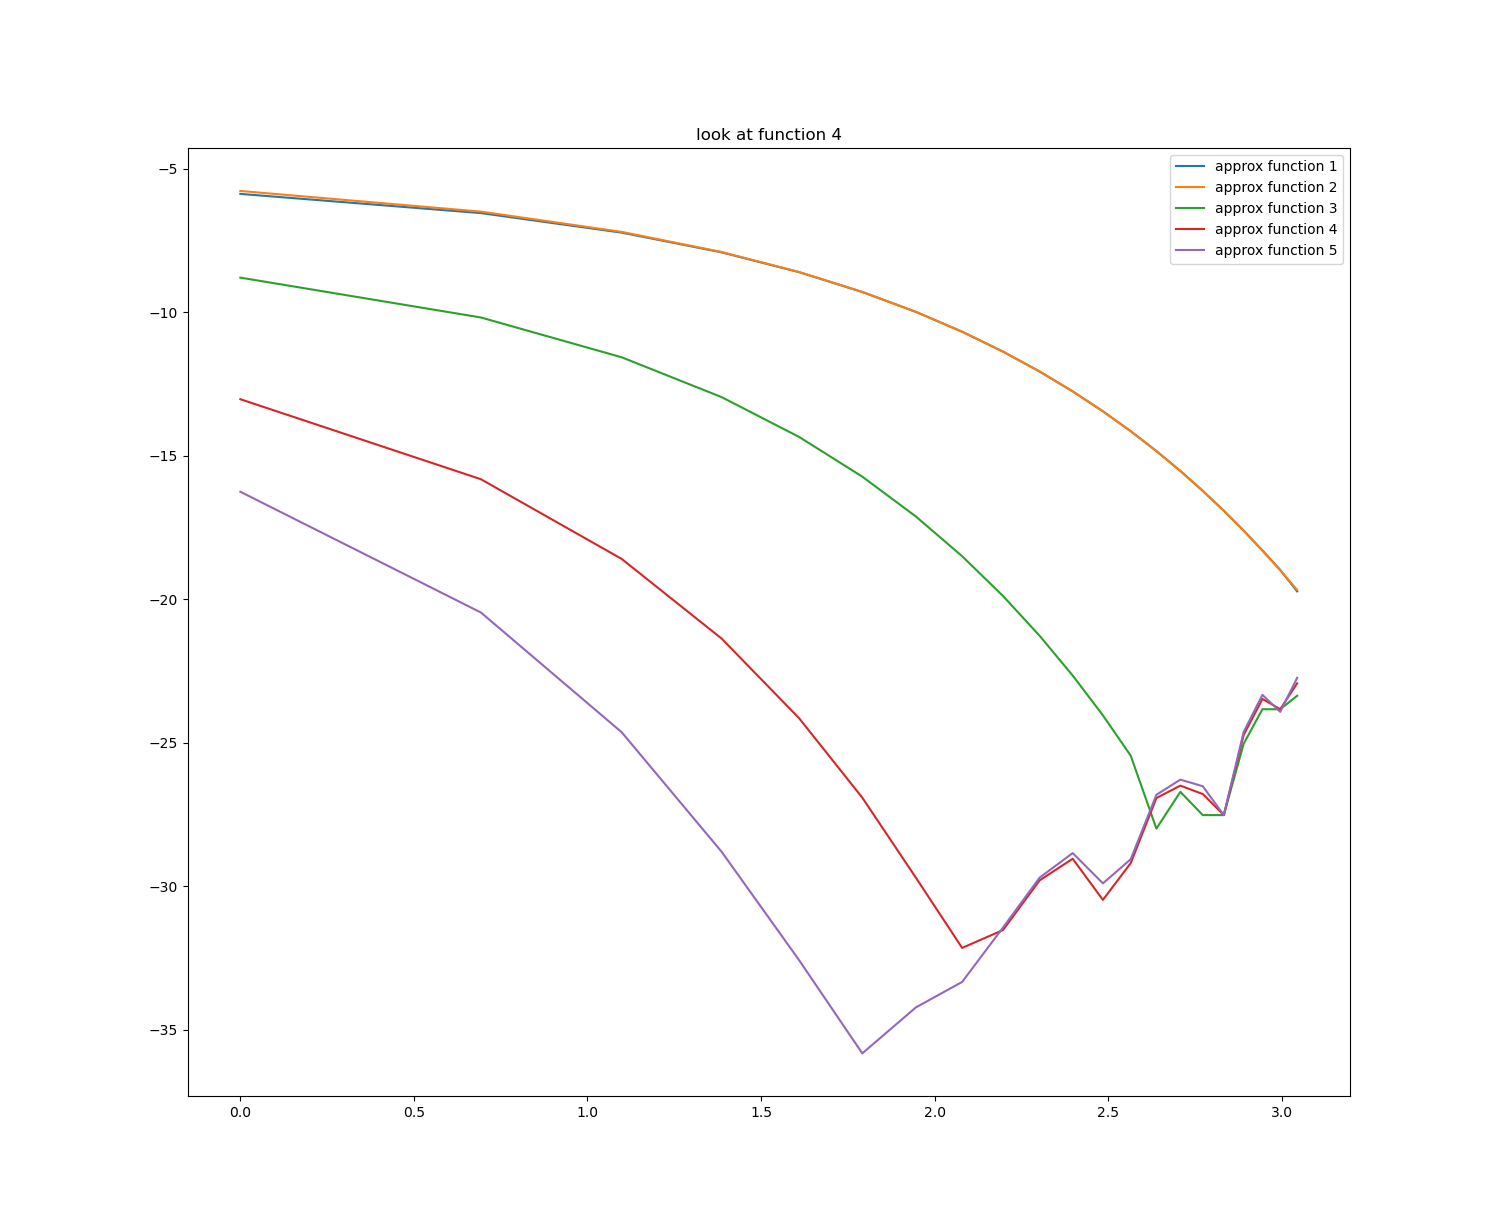 look at function 4
approx function 1
approx function 2
approx function 3
approx function 4
approx function 5
−5
−10
−15
−20
−25
−30
−35
0.0 0.5 1.0 1.5 2.0 2.5 3.0